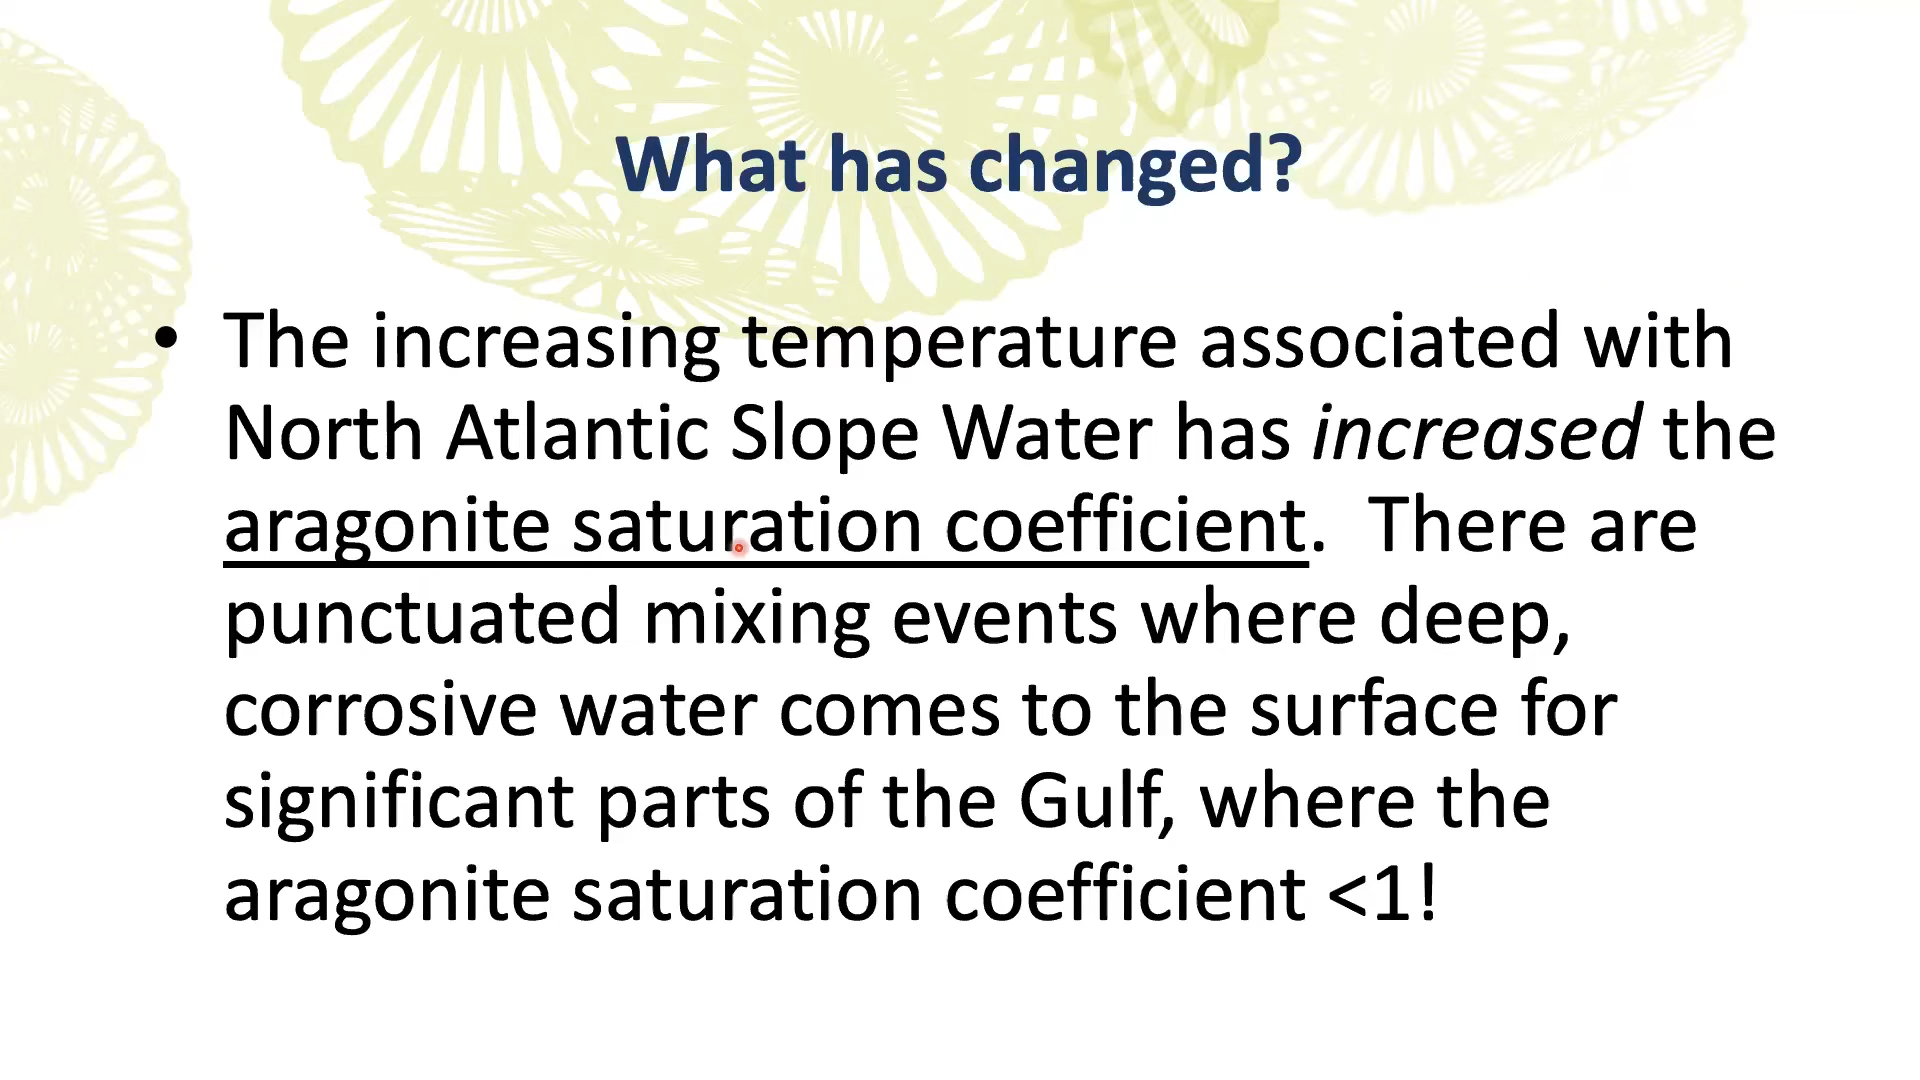 What has changed?
• The increasing temperature associated with
North Atlantic Slope Water has increased the
aragonite saturation coefficient.  There are
punctuated mixing events where deep,
corrosive water comes to the surface for
significant parts of the Gulf, where the
aragonite saturation coefficient <1!